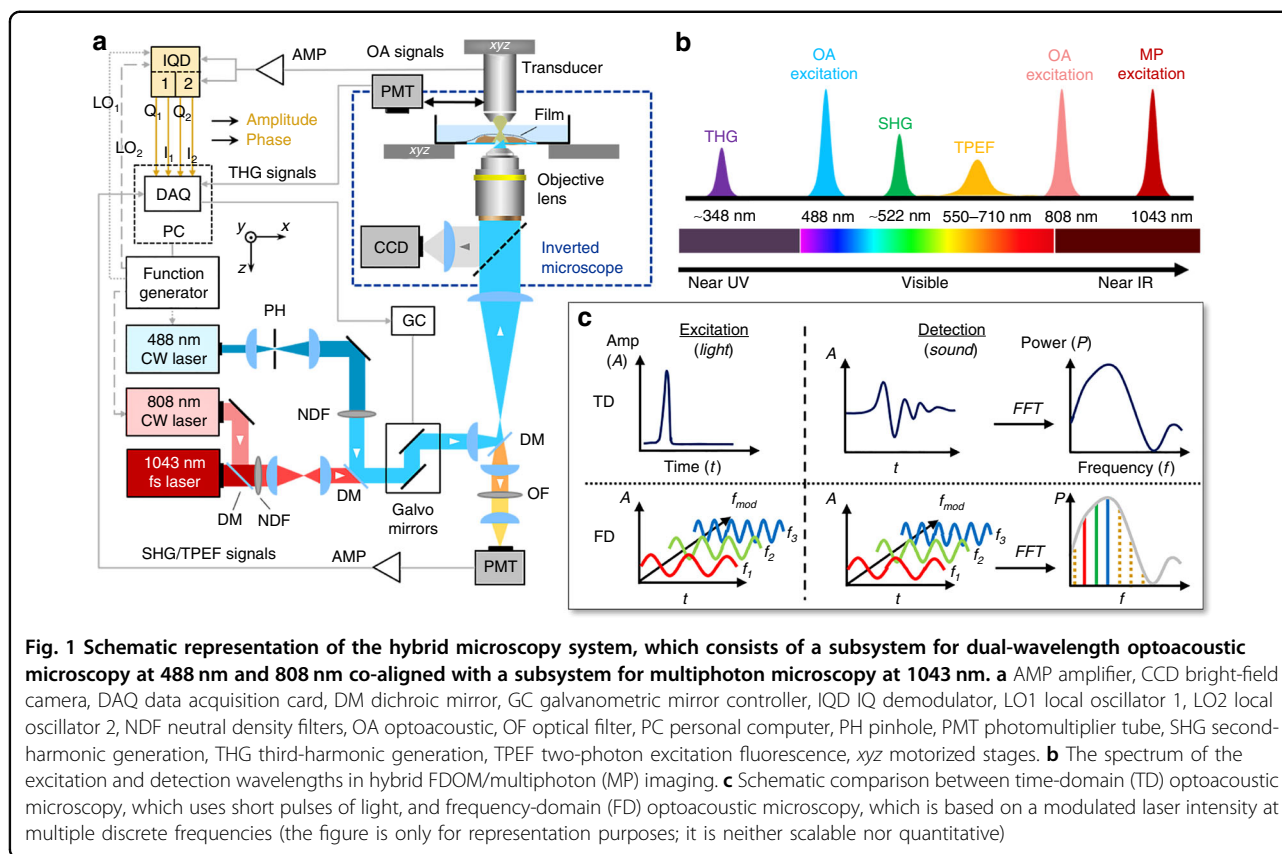 a
IQD
1 2
AMP
OA signals
xyz
Transducer
PMT
Film
LO1
LO2
Q1 Q2
I1 I2
Amplitude
Phase
THG signals
xyz
DAQ
PC
Objective
lens
CCD
Inverted
microscope
y x
z
Function
generator
PH
GC
488 nm
CW laser
808 nm
CW laser
NDF
DM
1043 nm
fs laser
OF
DM NDF
DM
Galvo
mirrors
SHG/TPEF signals
AMP
PMT
b
OA
excitation
OA
excitation
MP
excitation
THG
SHG
TPEF
~348 nm 488 nm ~522 nm 550–710 nm 808 nm 1043 nm
Near UV Visible Near IR
c
Excitation
(light)
Detection
(sound)
Amp
(A)
A
Power (P)
TD
FFT
Time (t)
t
Frequency (f)
A
A
P
FD
fmod
f3
f2
f1
t
fmod
f3
f2
f1
t
FFT
f
Fig. 1 Schematic representation of the hybrid microscopy system, which consists of a subsystem for dual-wavelength optoacoustic
microscopy at 488 nm and 808 nm co-aligned with a subsystem for multiphoton microscopy at 1043 nm. a AMP amplifier, CCD bright-field
camera, DAQ data acquisition card, DM dichroic mirror, GC galvanometric mirror controller, IQD IQ demodulator, LO1 local oscillator 1, LO2 local
oscillator 2, NDF neutral density filters, OA optoacoustic, OF optical filter, PC personal computer, PH pinhole, PMT photomultiplier tube, SHG second-
harmonic generation, THG third-harmonic generation, TPEF two-photon excitation fluorescence, xyz motorized stages. b The spectrum of the
excitation and detection wavelengths in hybrid FDOM/multiphoton (MP) imaging. c Schematic comparison between time-domain (TD) optoacoustic
microscopy, which uses short pulses of light, and frequency-domain (FD) optoacoustic microscopy, which is based on a modulated laser intensity at
multiple discrete frequencies (the figure is only for representation purposes; it is neither scalable nor quantitative)